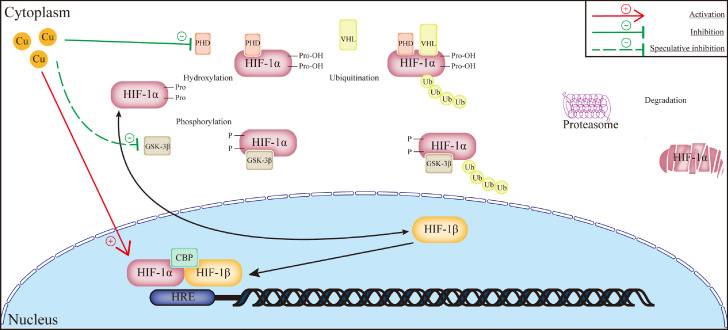 Cytoplasm
Cu
Cu
Cu
⊖
PHD
PHD
HIF-1α
Pro-OH
Pro-OH
VHL
PHD
VHL
HIF-1α
Pro-OH
Pro-OH
Ub
Ub
Ub
Ub
⊕
Activation
⊖
Inhibition
⊖
Speculative inhibition
Hydroxylation
Ubiquitination
HIF-1α
Pro
Pro
Proteasome
Degradation
HIF-1α
Phosphorylation
⊖
GSK-3β
P
P
HIF-1α
GSK-3β
P
P
HIF-1α
GSK-3β
Ub
Ub
Ub
Ub
HIF-1β
⊕
CBP
HIF-1α
HIF-1β
HRE
Nucleus